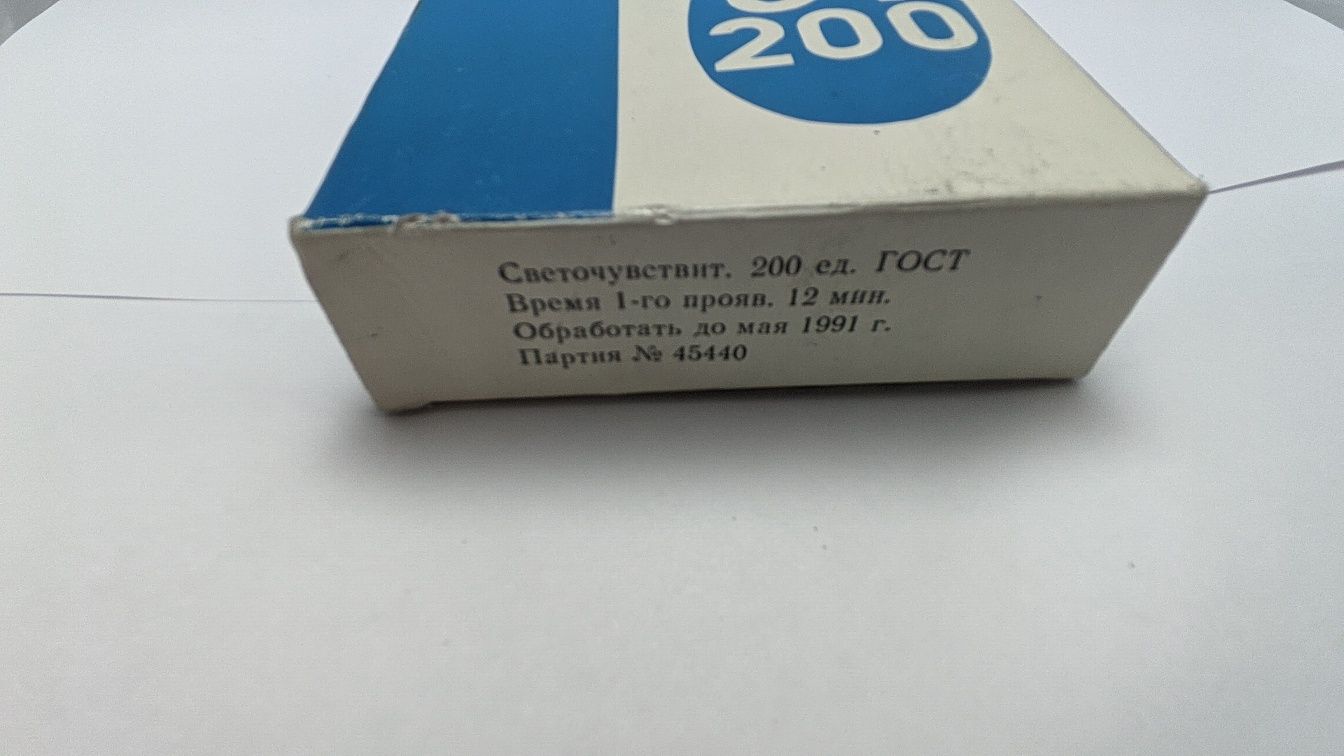 200
Светочувствит. 200 ед. ГОСТ
Время 1-го прояв. 12 мин.
Обработать до мая 1991 г.
Партия № 45440